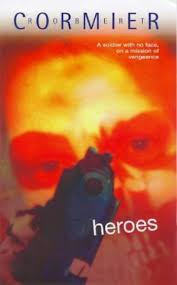 ROBERT
CORMIER
A soldier with no face,
on a mission of
vengeance
heroes